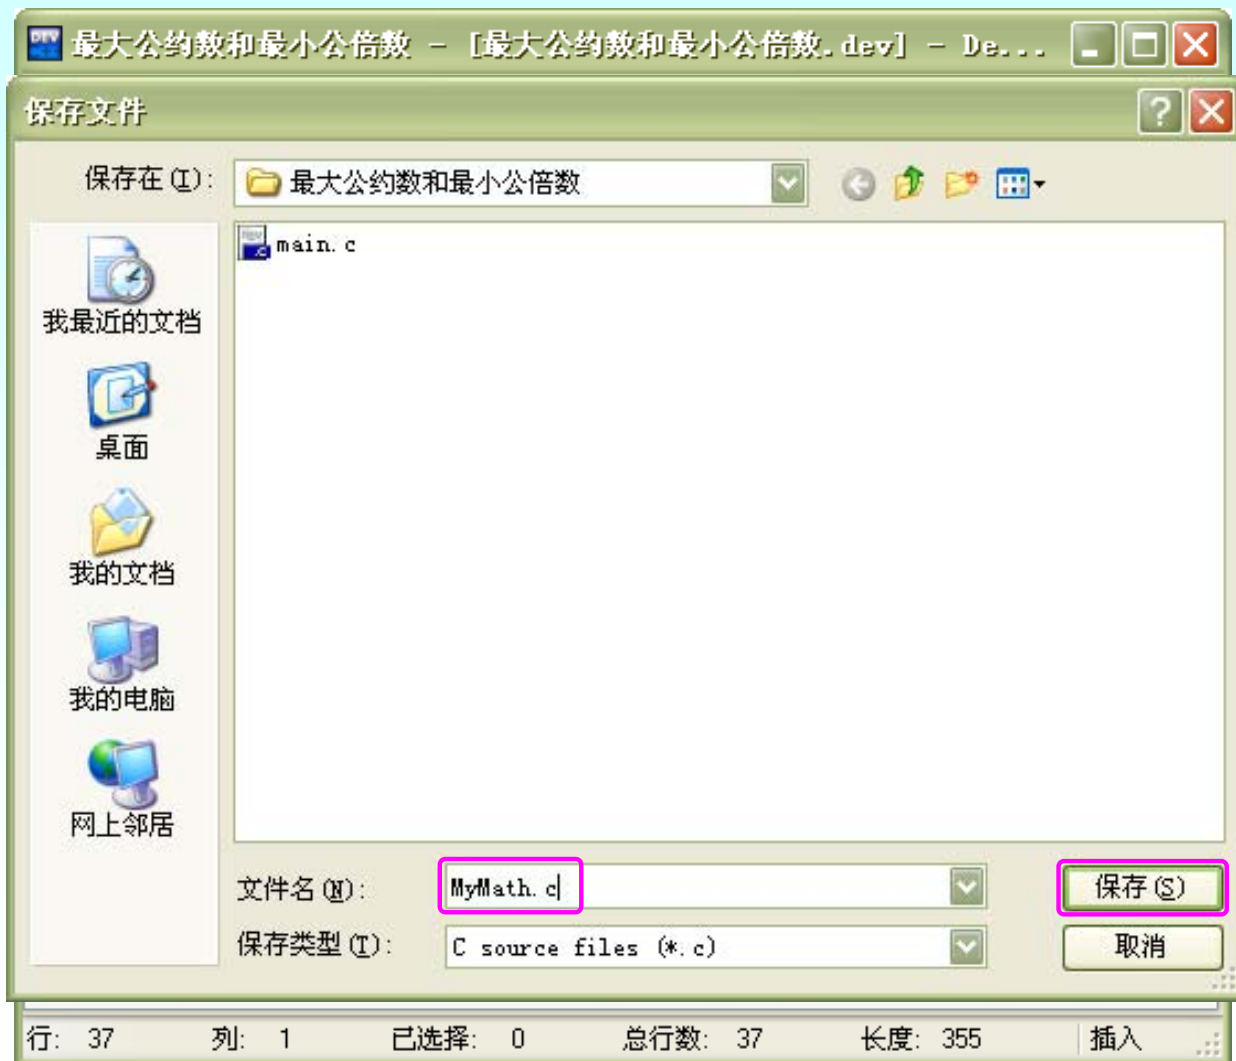 最大公约数和最小公倍数 - [最大公约数和最小公倍数.dev] - De...
保存文件
保存在(I):
最大公约数和最小公倍数
main.c
我最近的文档
桌面
我的文档
我的电脑
网上邻居
文件名(N):
MyMath.c
保存(S)
保存类型(T):
C source files (*.c)
取消
行: 37 列: 1 已选择: 0 总行数: 37 长度: 355 插入